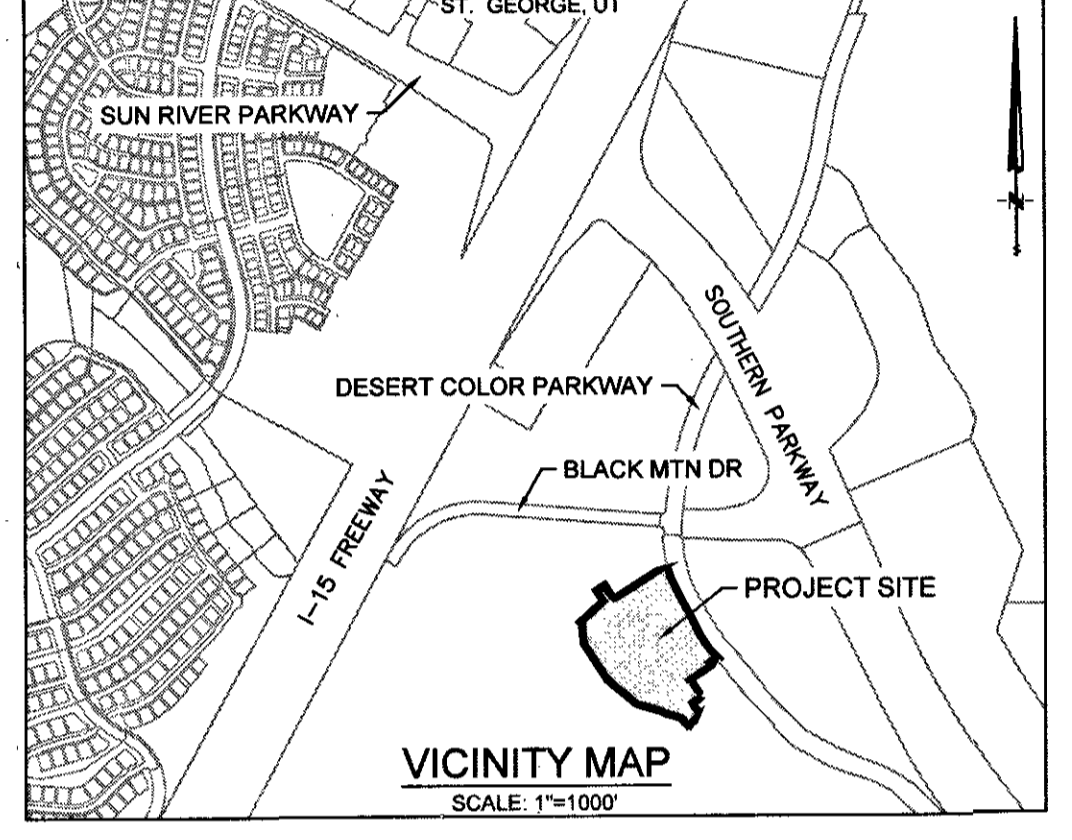 ST. GEORGE, UT
SUN RIVER PARKWAY
N
SOUTHERN PARKWAY
DESERT COLOR PARKWAY
BLACK MTN DR
I-15 FREEWAY
PROJECT SITE
VICINITY MAP
SCALE: 1"=1000'